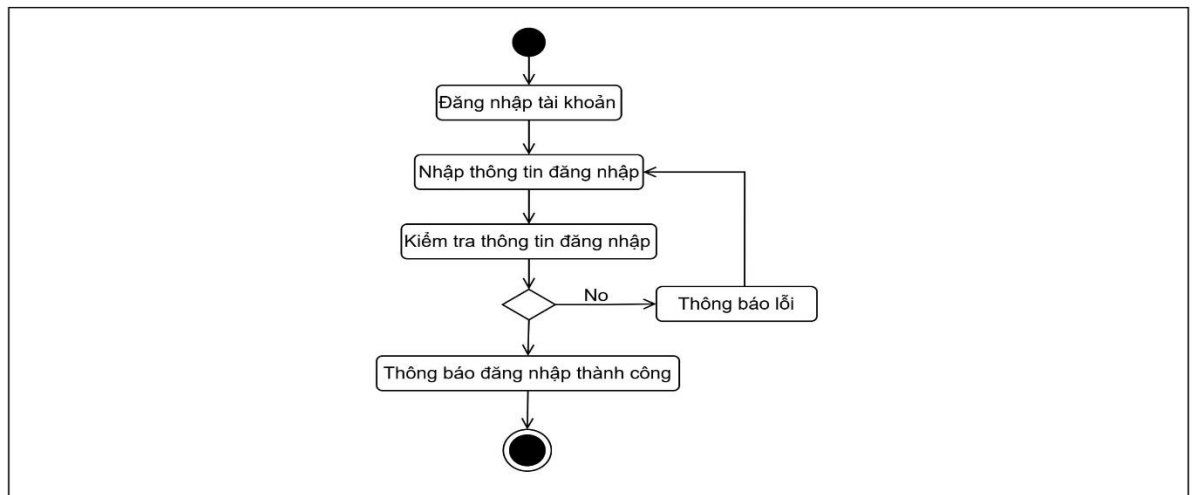 Đăng nhập tài khoản
Nhập thông tin đăng nhập
Kiểm tra thông tin đăng nhập
No
Thông báo lỗi
Thông báo đăng nhập thành công